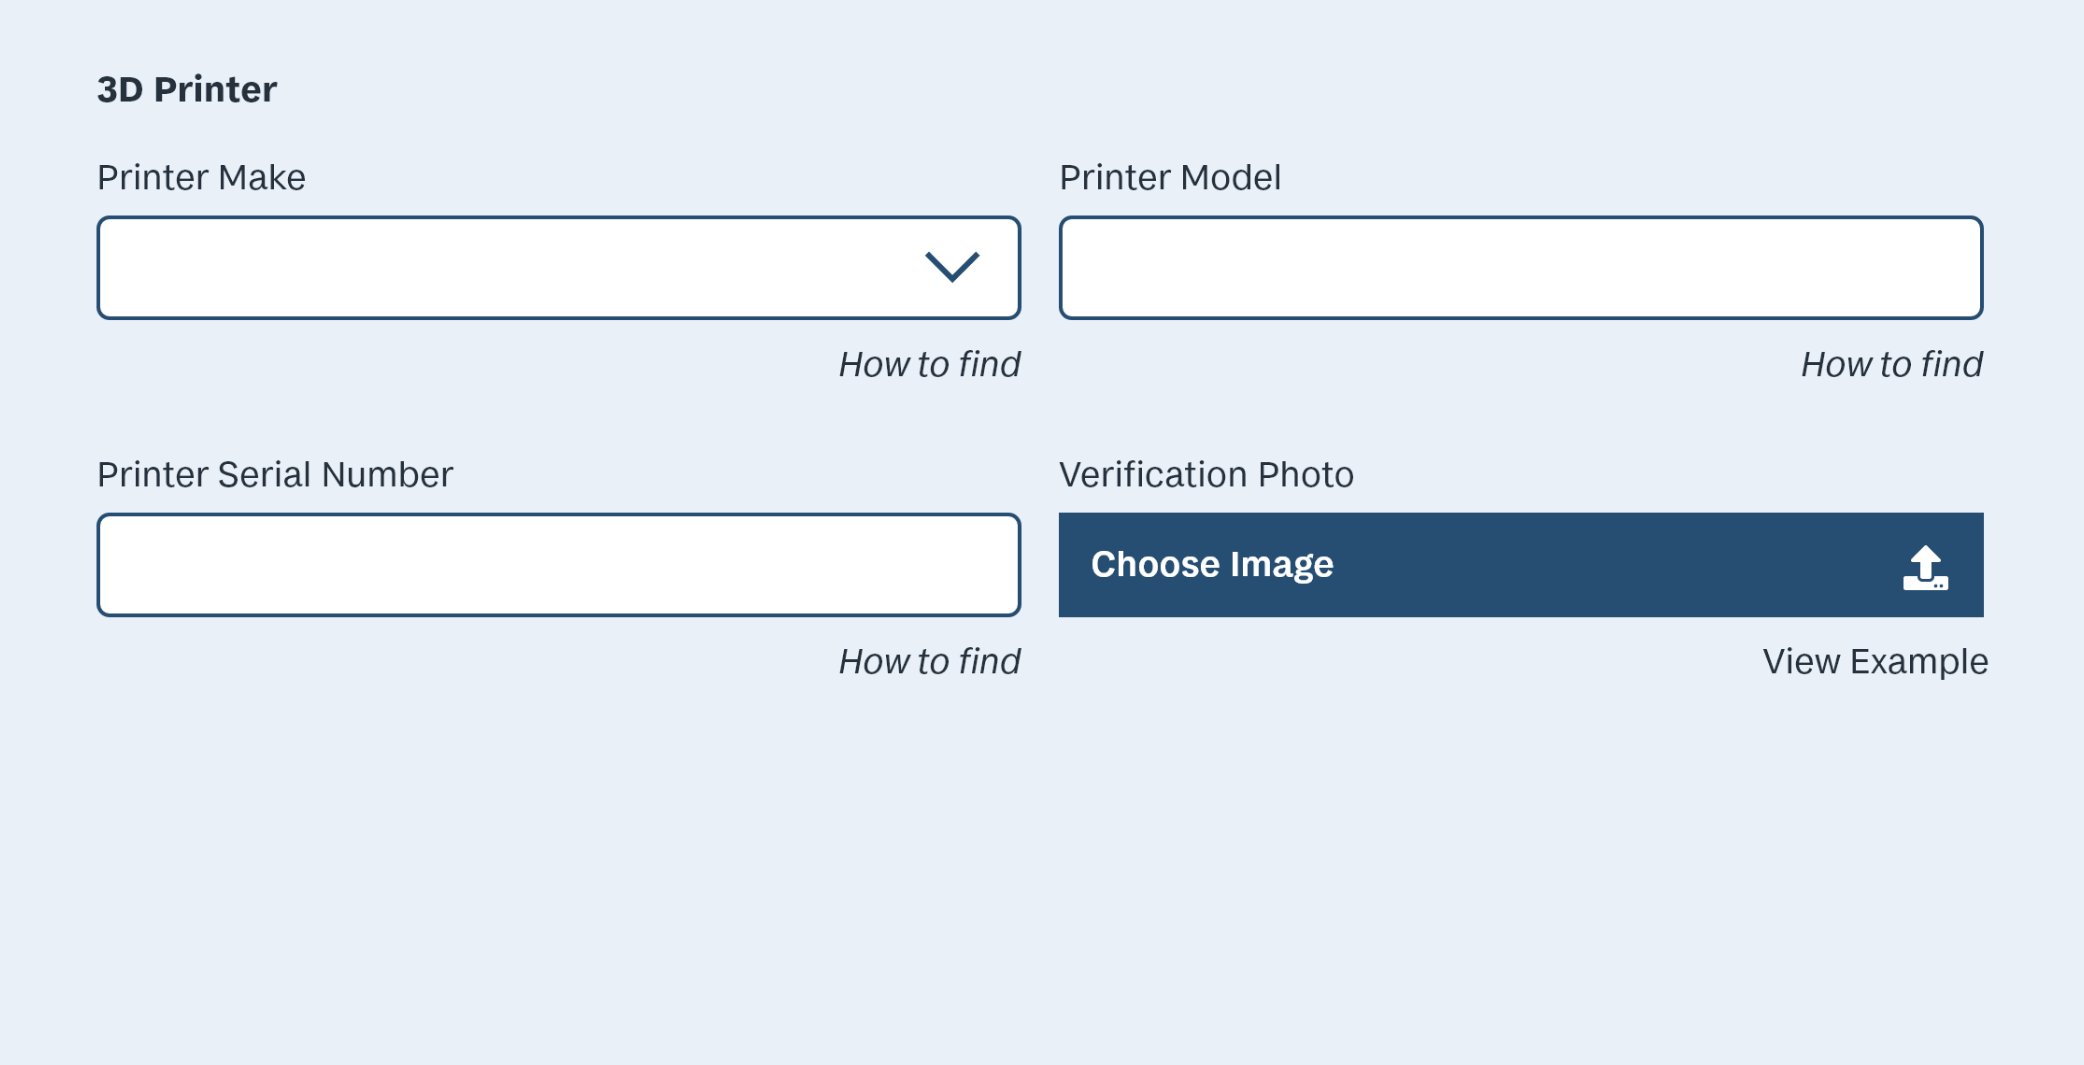 3D Printer
Printer Make
Printer Model
How to find
How to find
Printer Serial Number
Verification Photo
Choose Image
How to find
View Example